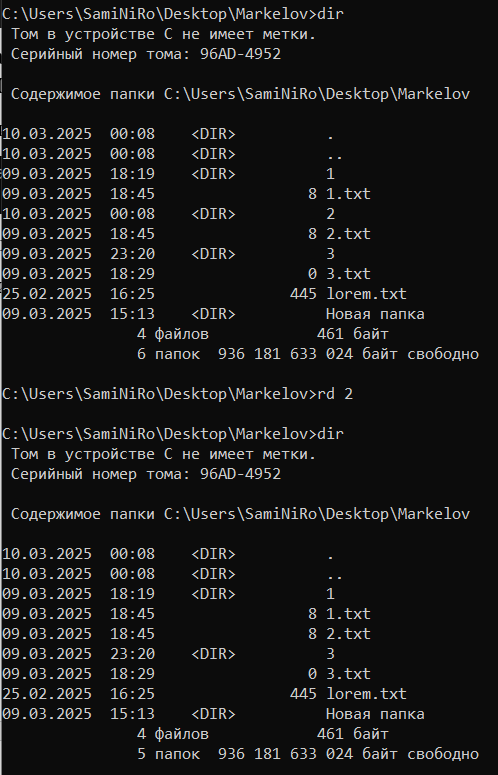 C:\Users\SamiNiRo\Desktop\Markelov>dir
Том в устройстве C не имеет метки.
Серийный номер тома: 96AD-4952
Содержимое папки C:\Users\SamiNiRo\Desktop\Markelov
10.03.2025 00:08 <DIR> .
10.03.2025 00:08 <DIR> ..
09.03.2025 18:19 <DIR> 1
09.03.2025 18:45 8 1.txt
10.03.2025 00:08 <DIR> 2
09.03.2025 18:45 8 2.txt
09.03.2025 23:20 <DIR> 3
09.03.2025 18:29 0 3.txt
25.02.2025 16:25 445 lorem.txt
09.03.2025 15:13 <DIR> Новая папка
4 файлов 461 байт
6 папок 936 181 633 024 байт свободно
C:\Users\SamiNiRo\Desktop\Markelov>rd 2
C:\Users\SamiNiRo\Desktop\Markelov>dir
Том в устройстве C не имеет метки.
Серийный номер тома: 96AD-4952
Содержимое папки C:\Users\SamiNiRo\Desktop\Markelov
10.03.2025 00:08 <DIR> .
10.03.2025 00:08 <DIR> ..
09.03.2025 18:19 <DIR> 1
09.03.2025 18:45 8 1.txt
09.03.2025 18:45 8 2.txt
09.03.2025 23:20 <DIR> 3
09.03.2025 18:29 0 3.txt
25.02.2025 16:25 445 lorem.txt
09.03.2025 15:13 <DIR> Новая папка
4 файлов 461 байт
5 папок 936 181 633 024 байт свободно